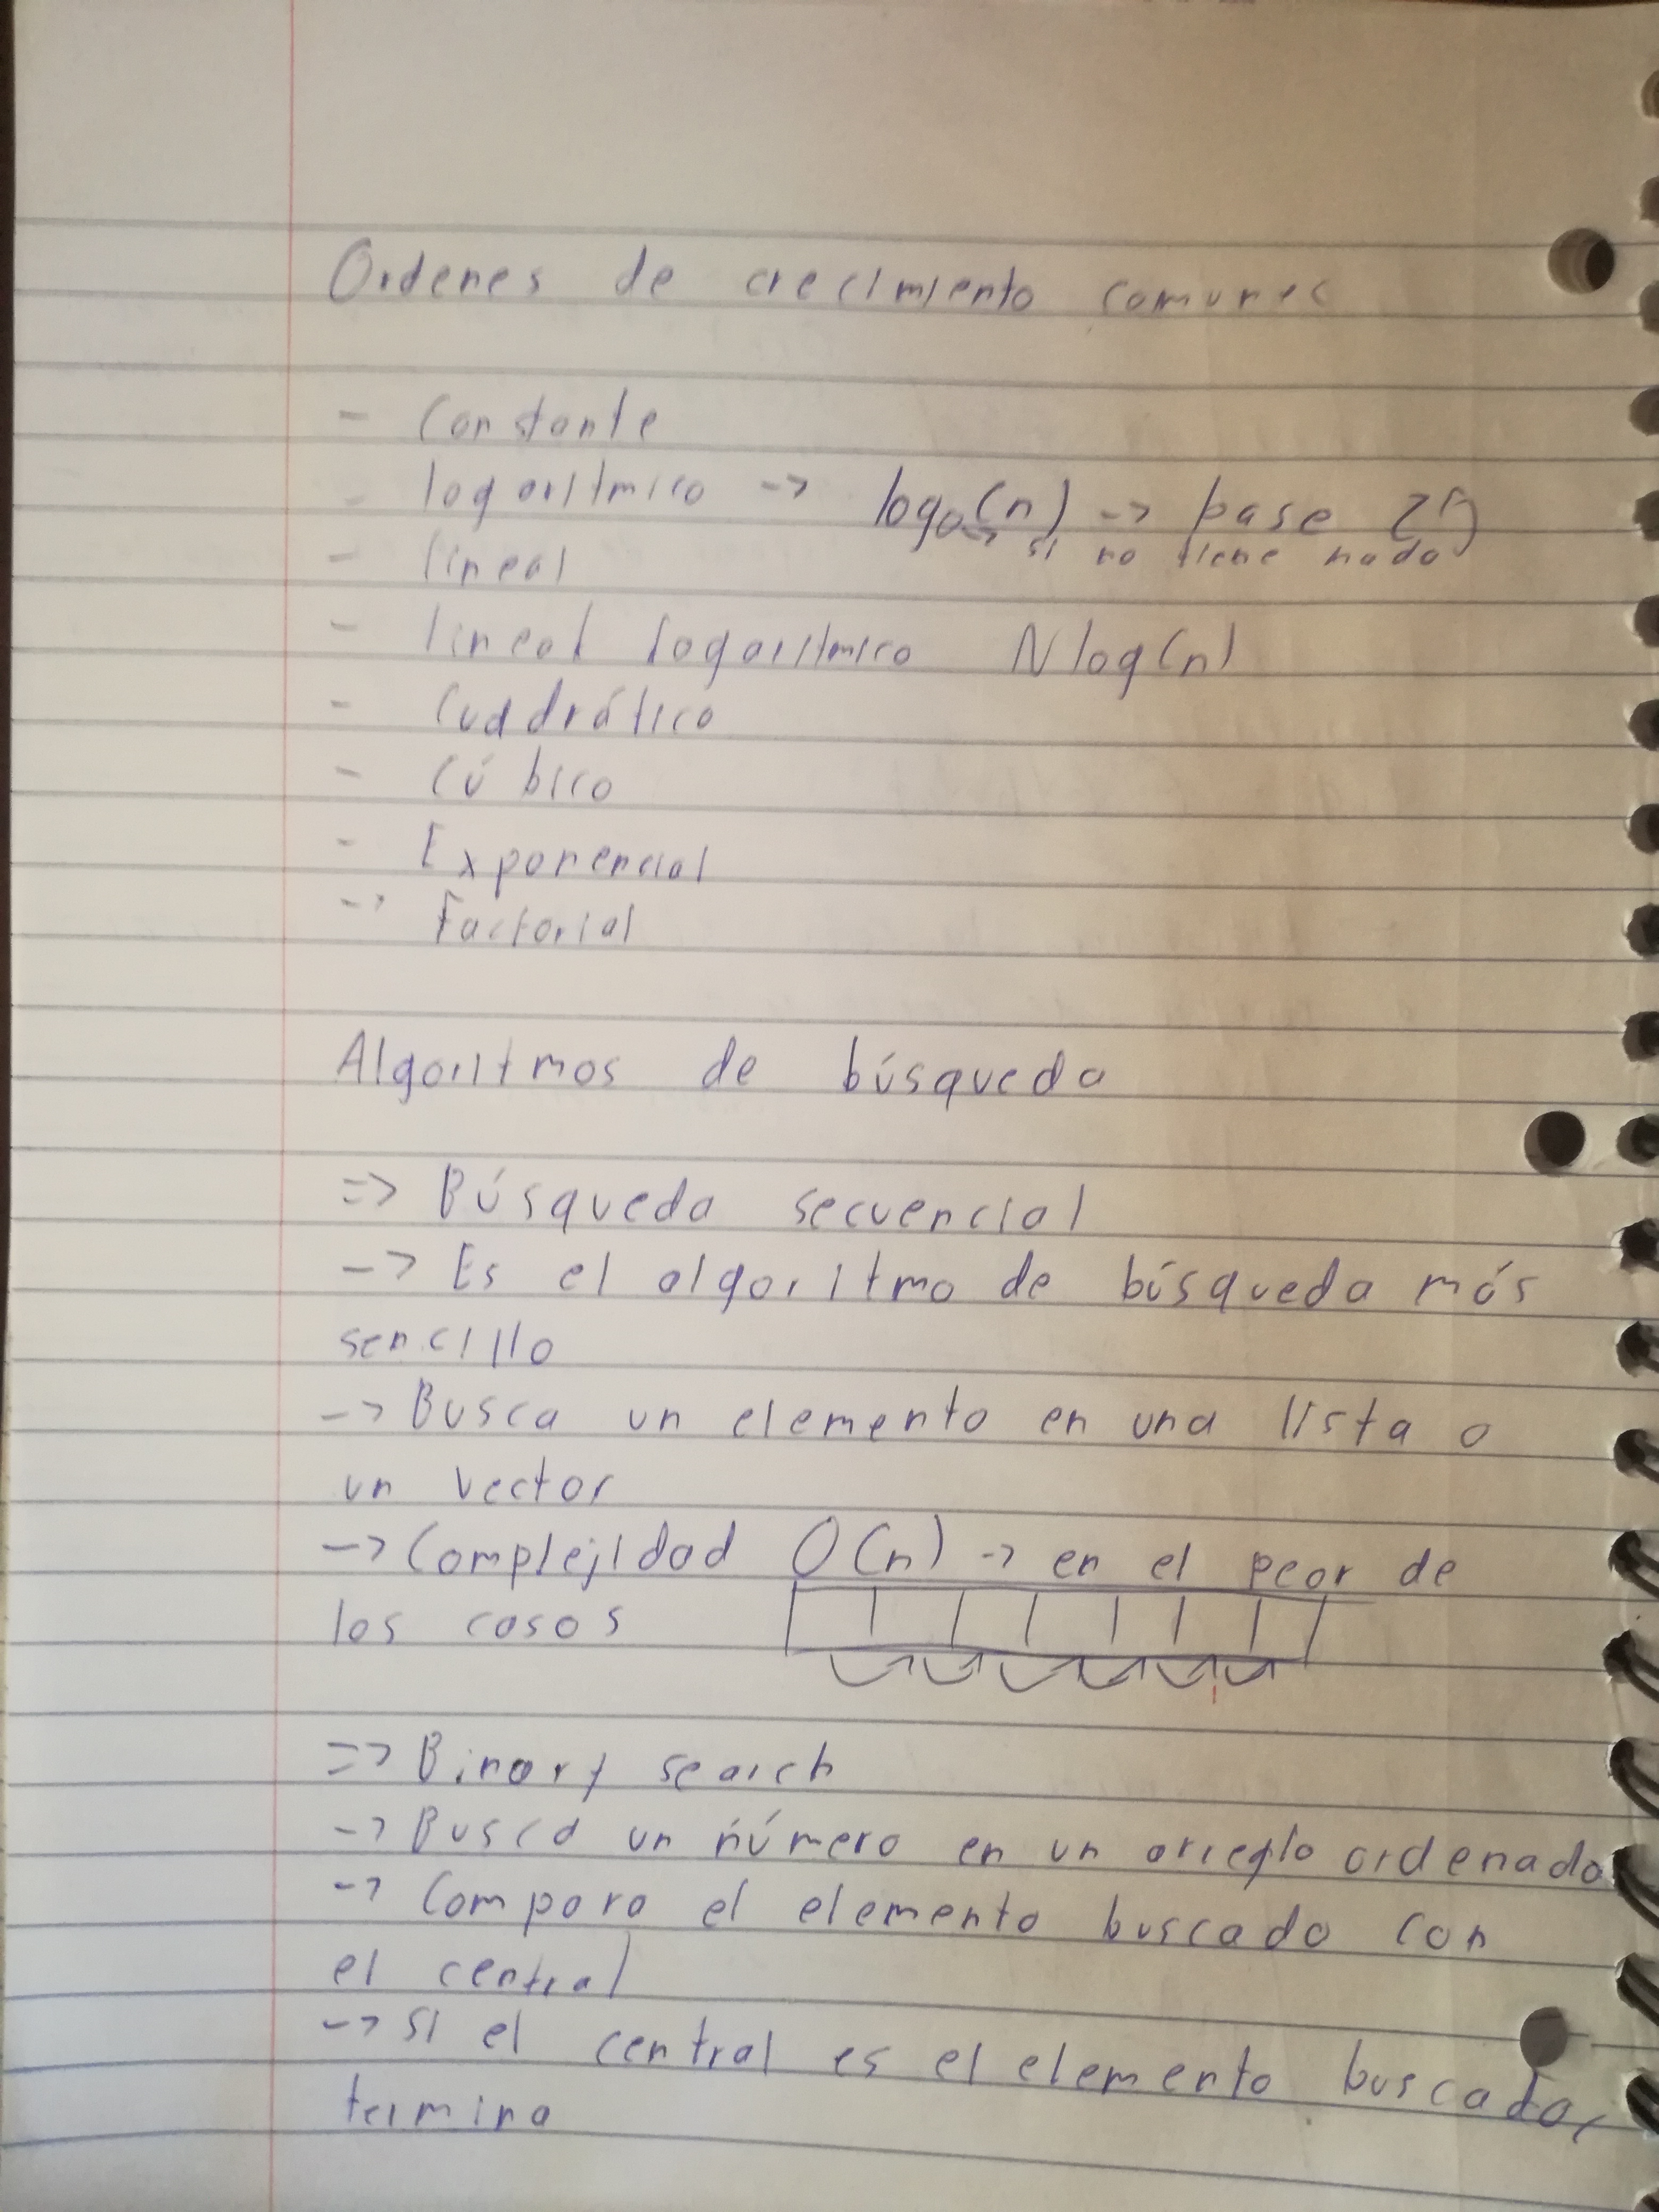 Ordenes de crecimiento comunes
- Constante
- logarítmico -> log₀(n) -> base 2
-> si no tiene nada
- lineal
- lineal logarítmico N log(n)
- Cuadrático
- Cúbico
- Exponencial
-> Factorial
Algoritmos de búsqueda
=> Búsqueda secuencial
-> Es el algoritmo de búsqueda más
sencillo
-> Busca un elemento en una lista o
un vector
-> Complejidad O(n) -> en el peor de
los casos
=> Binary search
-> Busca un número en un arreglo ordenado
-> Compara el elemento buscado con
el central
-> Si el central es el elemento buscado,
termina